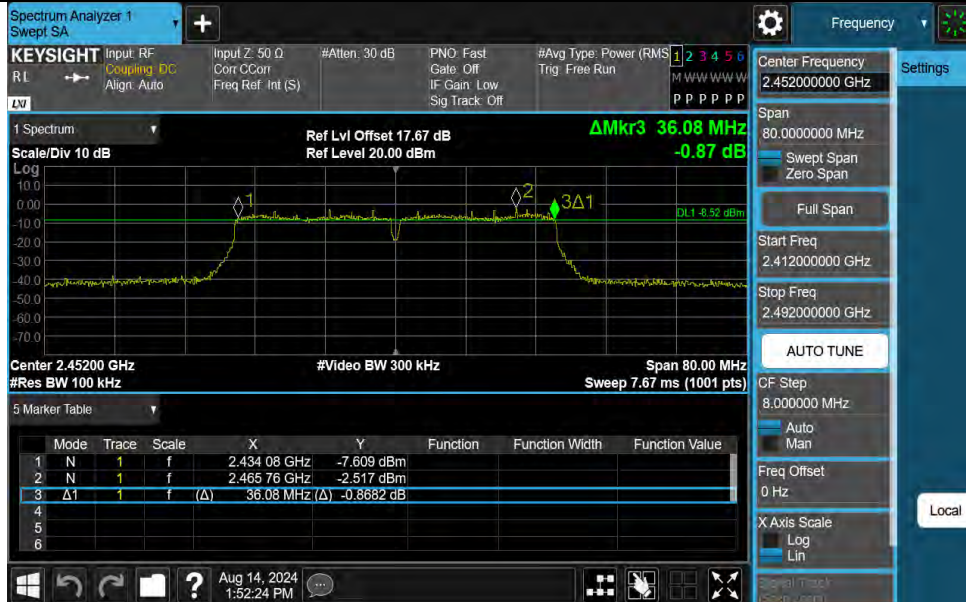 Spectrum Analyzer 1
Swept SA
+
Frequency
KEYSIGHT
RL
LXI
Input: RF
Coupling: DC
Align: Auto
Input Z: 50 Ω
Corr CCorr
Freq Ref: Int (S)
#Atten: 30 dB
PNO: Fast
Gate: Off
IF Gain: Low
Sig Track: Off
#Avg Type: Power (RMS
Trig: Free Run
1 2 3 4 5 6
M W W W W W
P P P P P P
1 Spectrum
Scale/Div 10 dB
Ref Lvl Offset 17.67 dB
Ref Level 20.00 dBm
ΔMkr3 36.08 MHz
-0.87 dB
Log
10.0
0.00
-10.0
-20.0
-30.0
-40.0
-50.0
-60.0
-70.0
1
2
3Δ1
DL1 -8.52 dBm
Center 2.45200 GHz
#Video BW 300 kHz
Span 80.00 MHz
#Res BW 100 kHz
Sweep 7.67 ms (1001 pts)
5 Marker Table
Mode Trace Scale X Y Function Function Width Function Value
1 N 1 f 2.434 08 GHz -7.609 dBm
2 N 1 f 2.465 76 GHz -2.517 dBm
3 Δ1 1 f (Δ) 36.08 MHz (Δ) -0.8682 dB
4
5
6
?
Aug 14, 2024
1:52:24 PM
Center Frequency
2.452000000 GHz
Settings
Span
80.0000000 MHz
Swept Span
Zero Span
Full Span
Start Freq
2.412000000 GHz
Stop Freq
2.492000000 GHz
AUTO TUNE
CF Step
8.000000 MHz
Auto
Man
Freq Offset
0 Hz
Local
X Axis Scale
Log
Lin
Signal Track
(Span Zoom)